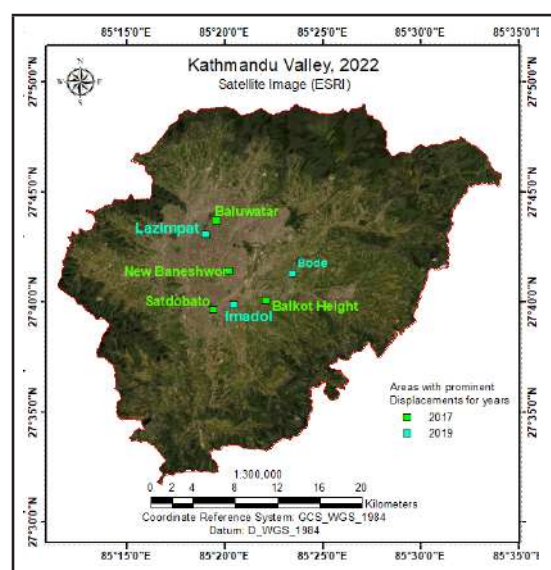 85°15'0"E 85°20'0"E 85°25'0"E 85°30'0"E 85°35'0"E
Kathmandu Valley, 2022
Satellite Image (ESRI)
N
W E
S
27°50'0"N 27°50'0"N
27°45'0"N 27°45'0"N
Baluwatar
Lazimpat
New Baneshwor
Bode
27°40'0"N 27°40'0"N
Satdobato
Balkot Height
Imadol
Areas with prominent
Displacements for years
2017
2019
27°35'0"N 27°35'0"N
1:300,000
0 2 4 8 12 16 20
Kilometers
Coordinate Reference System: GCS_WGS_1984
Datum: D_WGS_1984
27°30'0"N 27°30'0"N
85°15'0"E 85°20'0"E 85°25'0"E 85°30'0"E 85°35'0"E